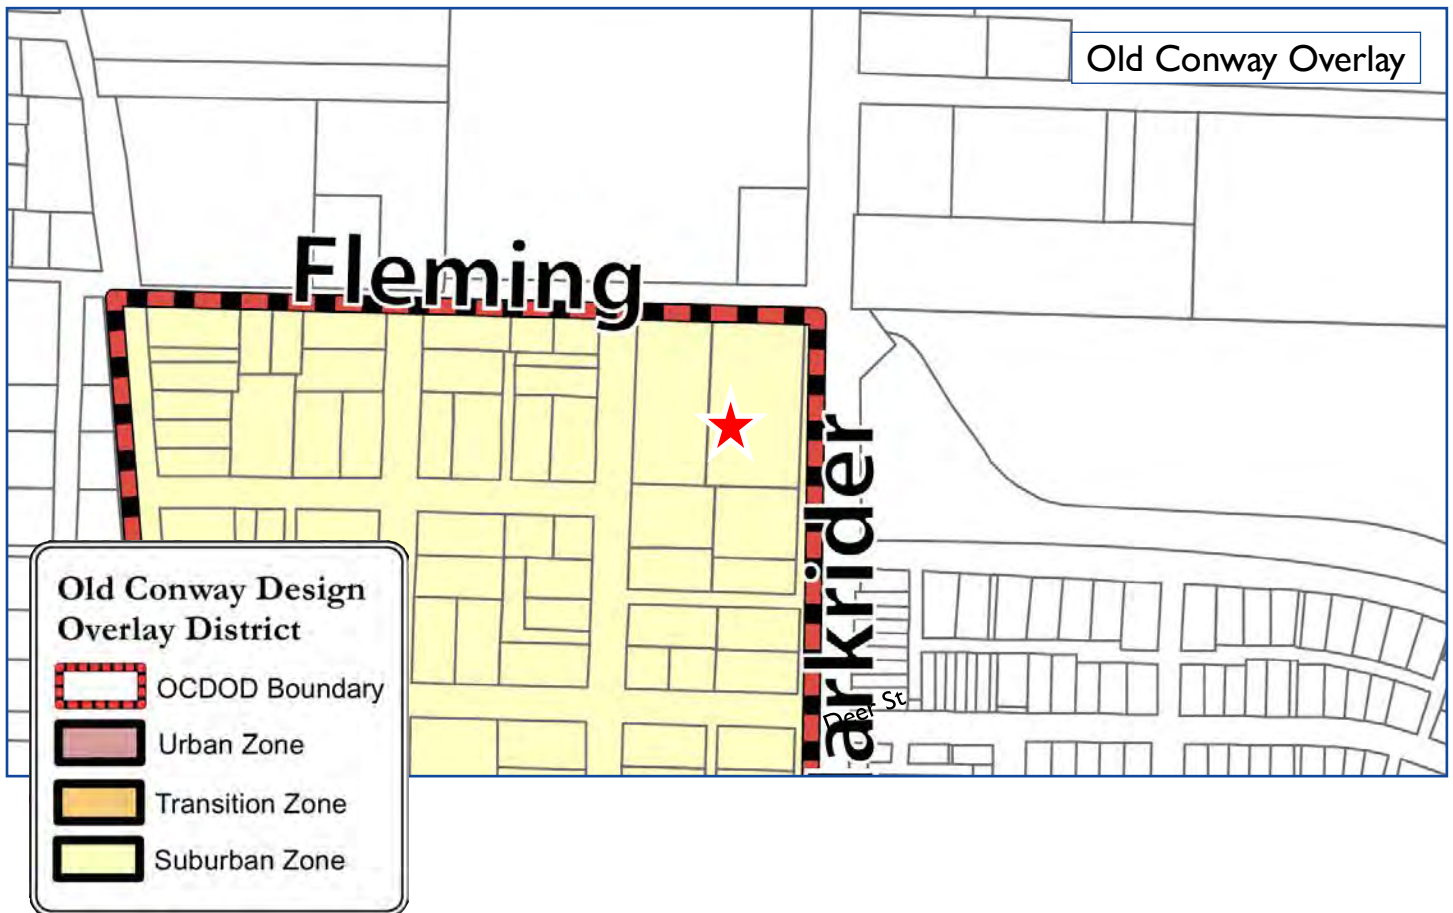 Old Conway Overlay
Fleming
arkrider
Deer St
Old Conway Design
Overlay District
OCDOD Boundary
Urban Zone
Transition Zone
Suburban Zone